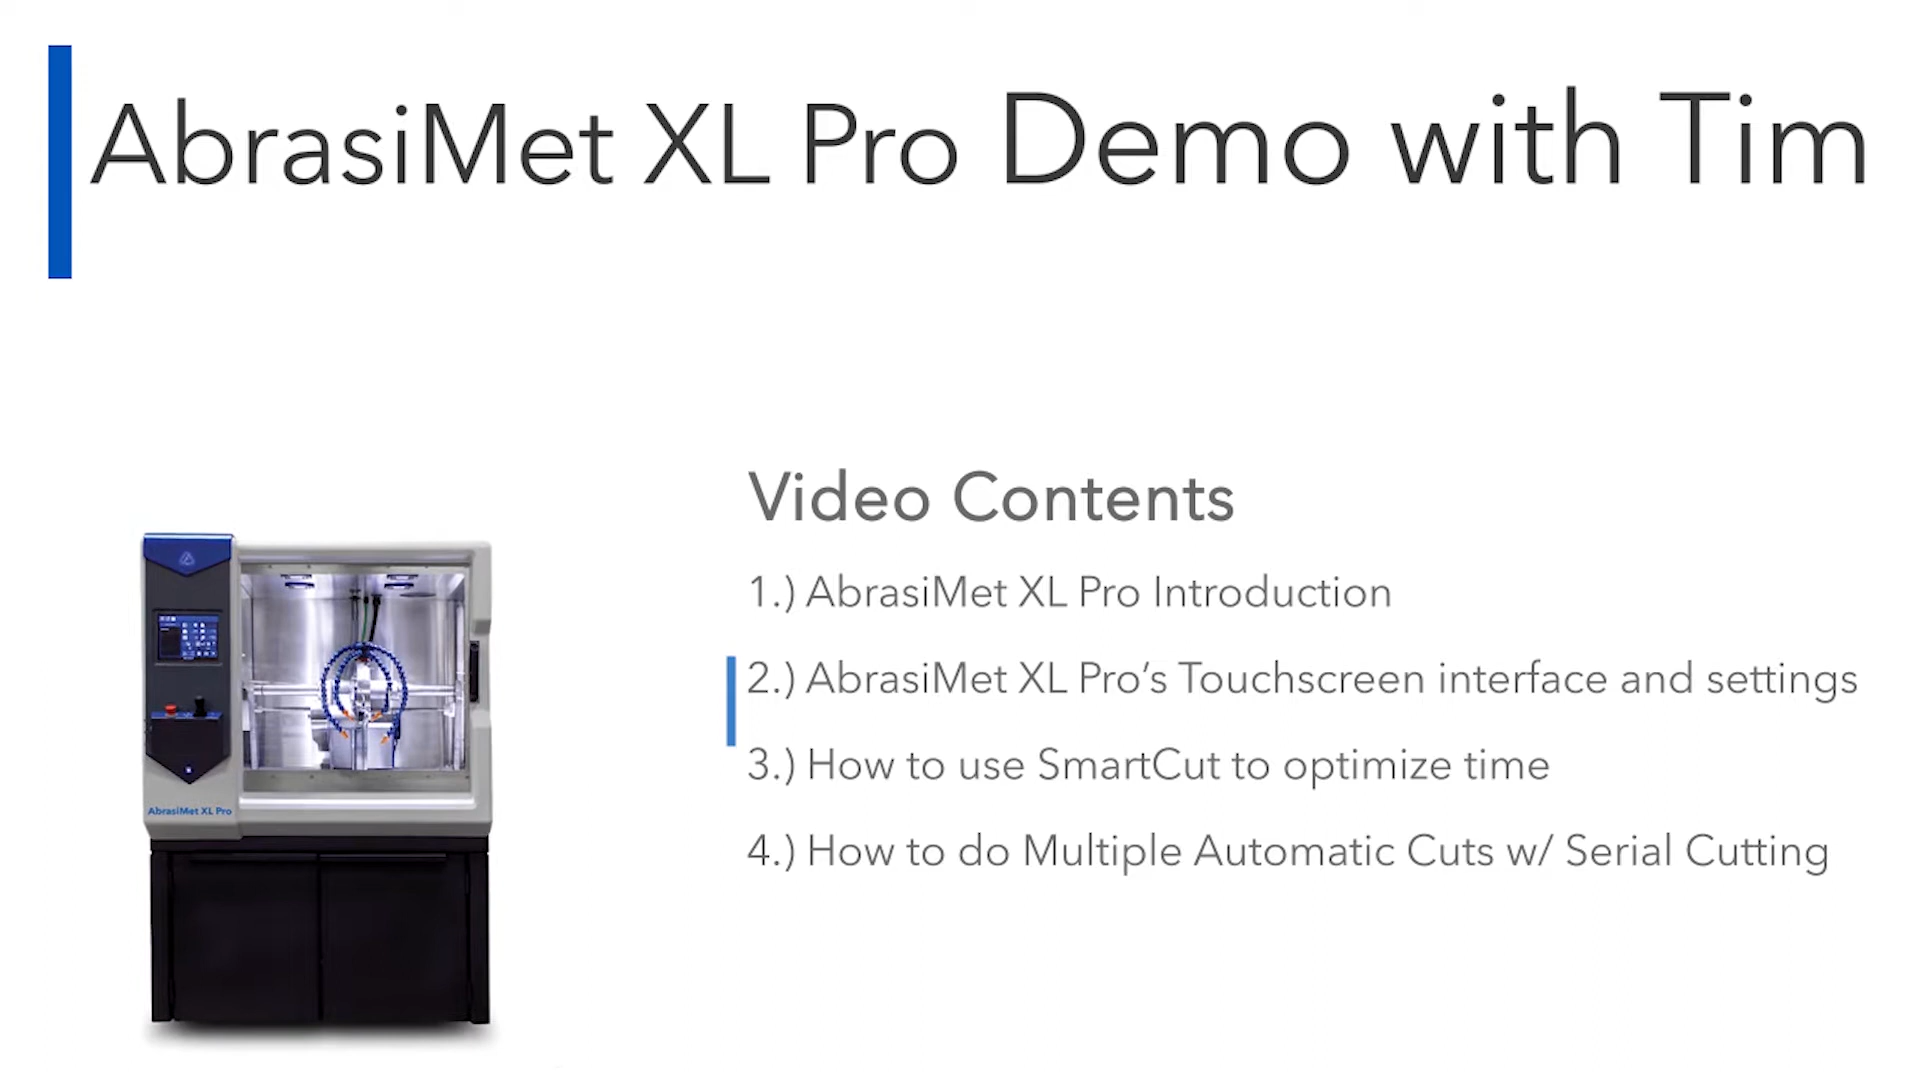 AbrasiMet XL Pro Demo with Tim
Video Contents
1.) AbrasiMet XL Pro Introduction
2.) AbrasiMet XL Pro’s Touchscreen interface and settings
3.) How to use SmartCut to optimize time
4.) How to do Multiple Automatic Cuts w/ Serial Cutting
AbrasiMet XL Pro